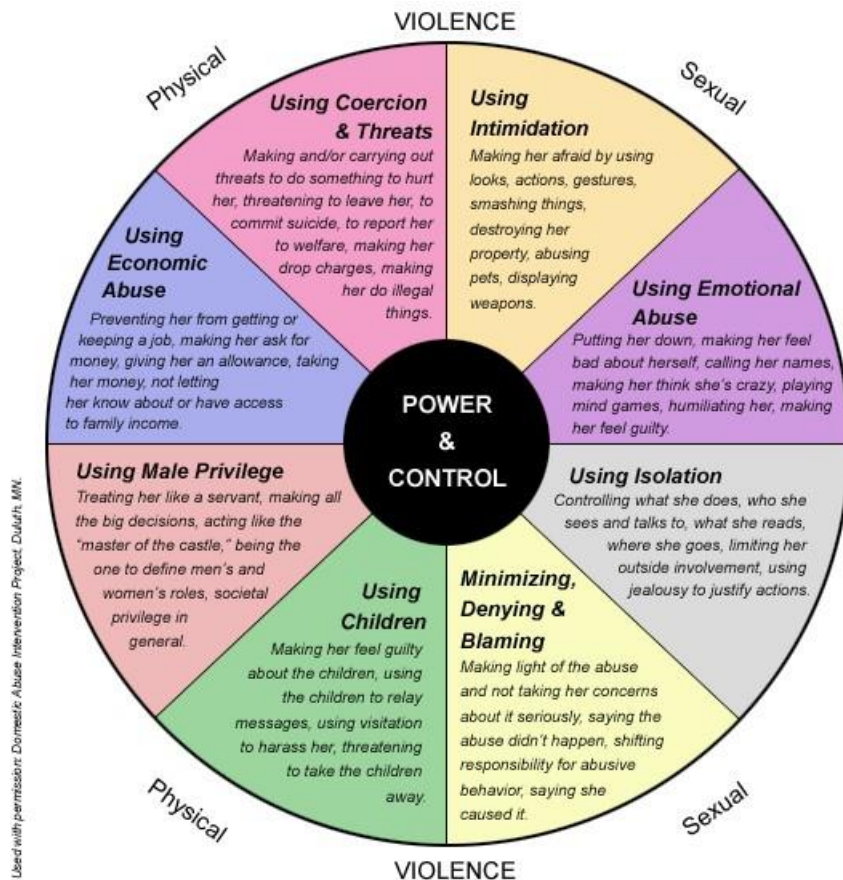 VIOLENCE
Physical
Sexual
Using Coercion
& Threats
Making and/or carrying out
threats to do something to hurt
her, threatening to leave her, to
commit suicide, to report her
to welfare, making her
drop charges, making
her do illegal
things.
Using
Intimidation
Making her afraid by using
looks, actions, gestures,
smashing things,
destroying her
property, abusing
pets, displaying
weapons.
Using
Economic
Abuse
Preventing her from getting or
keeping a job, making her ask for
money, giving her an allowance, taking
her money, not letting
her know about or have access
to family income.
Using Emotional
Abuse
Putting her down, making her feel
bad about herself, calling her names,
making her think she's crazy, playing
mind games, humiliating her, making
her feel guilty.
POWER
&
CONTROL
Using Male Privilege
Treating her like a servant, making all
the big decisions, acting like the
"master of the castle," being the
one to define men's and
women's roles, societal
privilege in
general.
Using Isolation
Controlling what she does, who she
sees and talks to, what she reads,
where she goes, limiting her
outside involvement, using
jealousy to justify actions.
Using
Children
Making her feel guilty
about the children, using
the children to relay
messages, using visitation
to harass her, threatening
to take the children
away.
Minimizing,
Denying &
Blaming
Making light of the abuse
and not taking her concerns
about it seriously, saying the
abuse didn't happen, shifting
responsibility for abusive
behavior, saying she
caused it.
Physical
Sexual
VIOLENCE
Used with permission: Domestic Abuse Intervention Project, Duluth, MN.